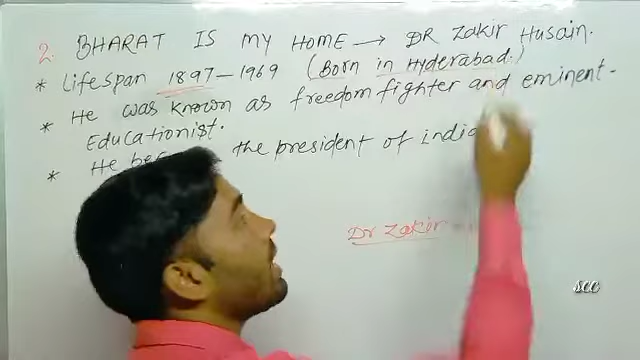 2. BHARAT IS MY HOME → DR Zakir Husain.
* Lifespan 1897-1969 (Born in Hyderabad.)
* He was known as freedom fighter and eminent
Educationist.
* He the president of india
Dr Zakir
scc